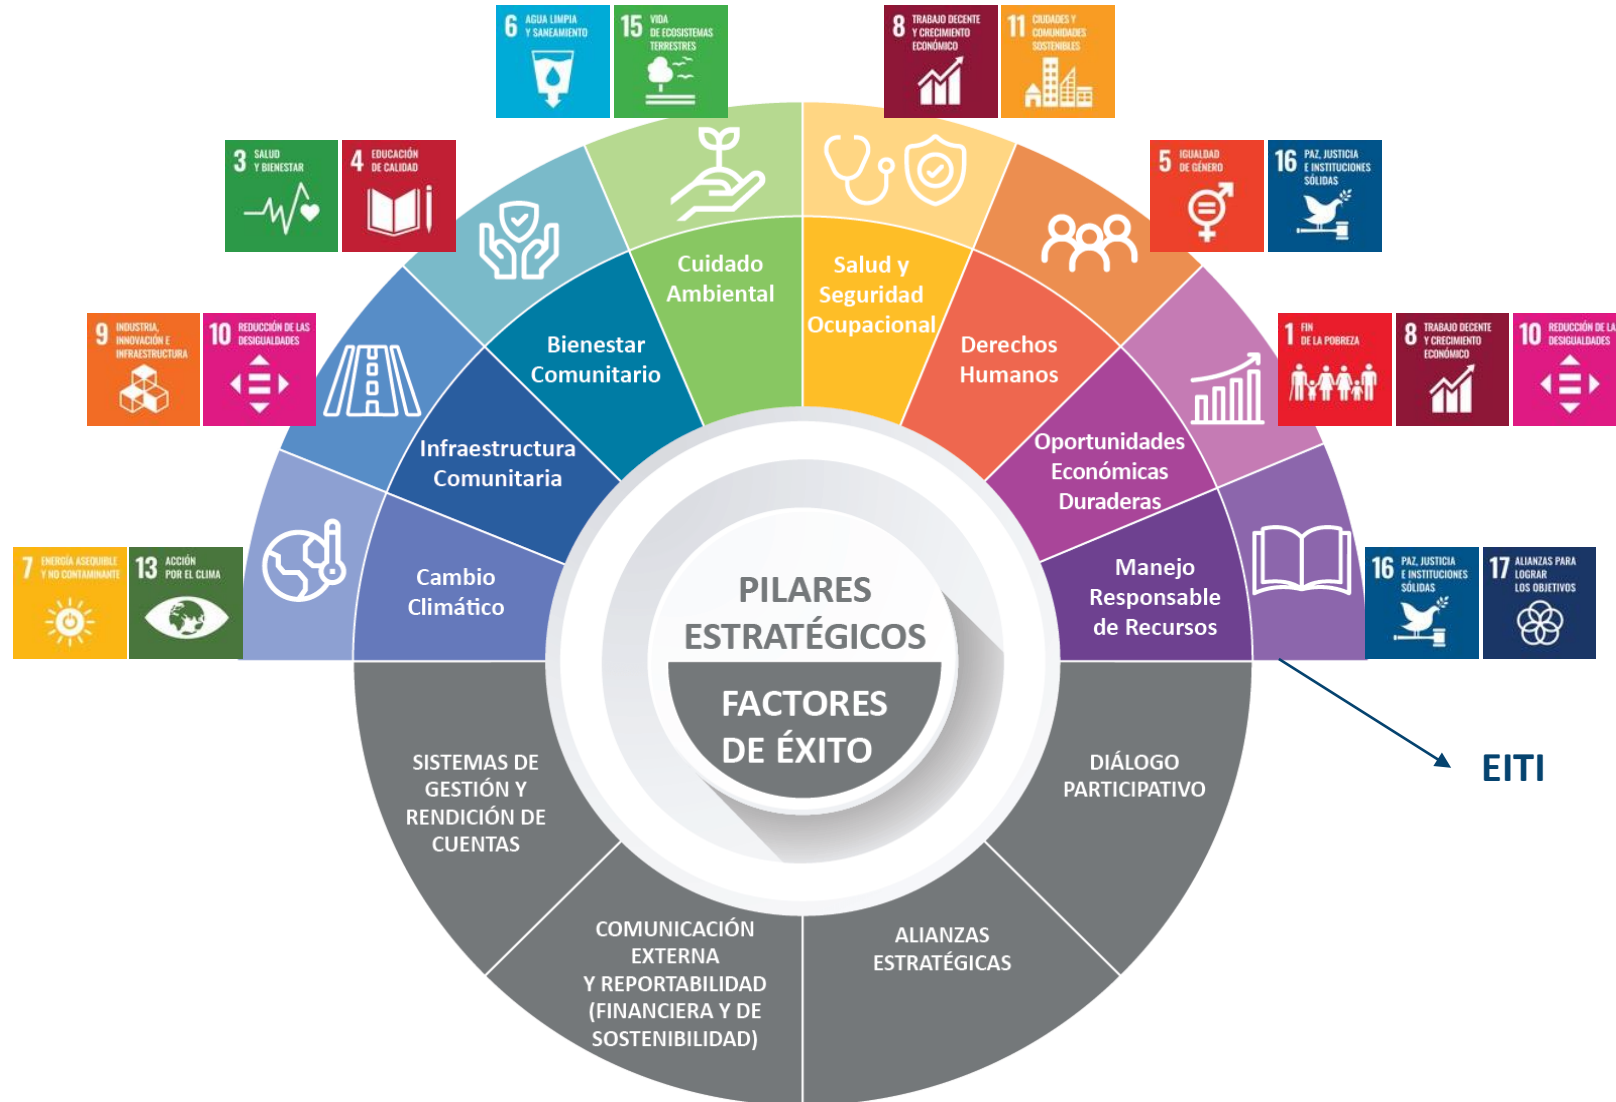 6 AGUA LIMPIA
Y SANEAMIENTO
15 VIDA
DE ECOSISTEMAS
TERRESTRES
8 TRABAJO DECENTE
Y CRECIMIENTO
ECONÓMICO
11 CIUDADES Y
COMUNIDADES
SOSTENIBLES
3 SALUD
Y BIENESTAR
4 EDUCACIÓN
DE CALIDAD
5 IGUALDAD
DE GÉNERO
16 PAZ, JUSTICIA
E INSTITUCIONES
SÓLIDAS
9 INDUSTRIA,
INNOVACIÓN E
INFRAESTRUCTURA
10 REDUCCIÓN DE LAS
DESIGUALDADES
1 FIN
DE LA POBREZA
8 TRABAJO DECENTE
Y CRECIMIENTO
ECONÓMICO
10 REDUCCIÓN DE LA
DESIGUALDADES
7 ENERGÍA ASEQUIBLE
Y NO CONTAMINANTE
13 ACCIÓN
POR EL CLIMA
16 PAZ, JUSTICIA
E INSTITUCIONES
SÓLIDAS
17 ALIANZAS PARA
LOGRAR
LOS OBJETIVOS
Cambio
Climático
Infraestructura
Comunitaria
Bienestar
Comunitario
Cuidado
Ambiental
Salud y
Seguridad
Ocupacional
Derechos
Humanos
Oportunidades
Económicas
Duraderas
Manejo
Responsable
de Recursos
PILARES
ESTRATÉGICOS
FACTORES
DE ÉXITO
SISTEMAS DE
GESTIÓN Y
RENDICIÓN DE
CUENTAS
COMUNICACIÓN
EXTERNA
Y REPORTABILIDAD
(FINANCIERA Y DE
SOSTENIBILIDAD)
ALIANZAS
ESTRATÉGICAS
DIÁLOGO
PARTICIPATIVO
EITI